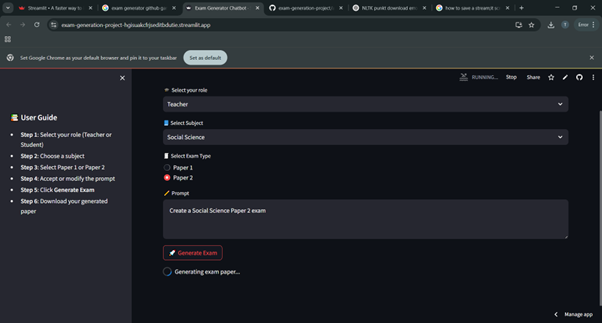 Streamlit • A faster way to
exam generator github gu
Exam Generator Chatbot -
exam-generation-project/r
NLTK punkt download erro
how to save a streamlit s
exam-generation-project-hgisuakcfnjseditbdutie.streamlit.app
Error
Set Google Chrome as your default browser and pin it to your taskbar
Set as default
RUNNING...
Stop
Share
User Guide
Step 1: Select your role (Teacher or
Student)
Step 2: Choose a subject
Step 3: Select Paper 1 or Paper 2
Step 4: Accept or modify the prompt
Step 5: Click Generate Exam
Step 6: Download your generated
paper
Select your role
Teacher
Select Subject
Social Science
Select Exam Type
Paper 1
Paper 2
Prompt
Create a Social Science Paper 2 exam
Generate Exam
Generating exam paper...
Manage app